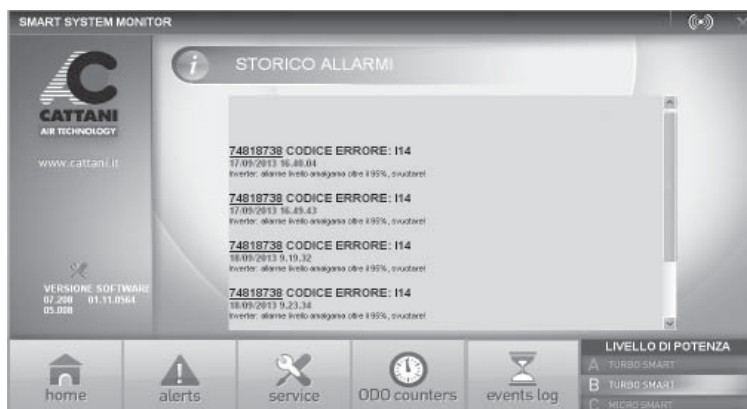 SMART SYSTEM MONITOR
AC
CATTANI
AIR TECHNOLOGY
www.cattani.it
i STORICO ALLARMI
74818738 CODICE ERRORE: I14
17/09/2013 16.40.04
Inverter: allarme livello amalgama oltre il 95%, svuotare!
74818738 CODICE ERRORE: I14
17/09/2013 16.49.43
Inverter: allarme livello amalgama oltre il 95%, svuotare!
74818738 CODICE ERRORE: I14
18/09/2013 9.19.32
Inverter: allarme livello amalgama oltre il 95%, svuotare!
74818738 CODICE ERRORE: I14
18/09/2013 9.23.34
Inverter: allarme livello amalgama oltre il 95%, svuotare!
VERSIONE SOFTWARE
07.200 01.11.0564
05.000
home
alerts
service
ODO counters
events log
LIVELLO DI POTENZA
A TURBO SMART
B TURBO SMART
C MICRO SMART